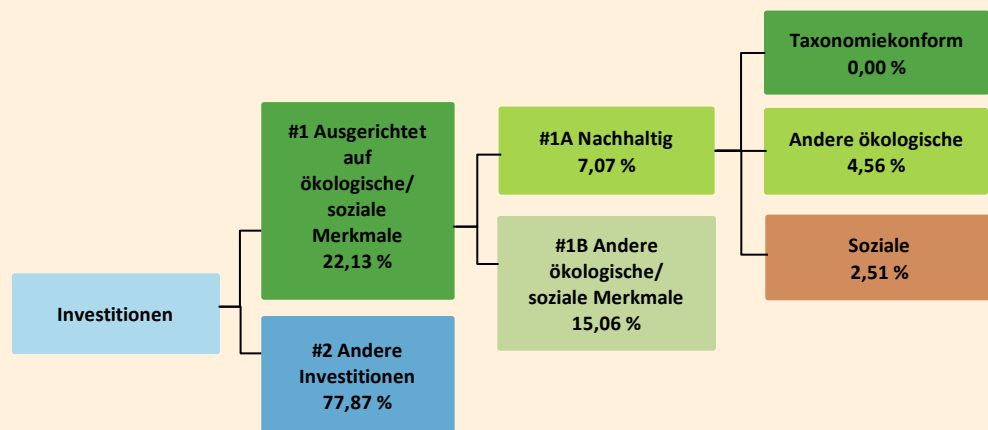 Investitionen
#1 Ausgerichtet
auf
ökologische/
soziale
Merkmale
22,13 %
#2 Andere
Investitionen
77,87 %
#1A Nachhaltig
7,07 %
#1B Andere
ökologische/
soziale Merkmale
15,06 %
Taxonomiekonform
0,00 %
Andere ökologische
4,56 %
Soziale
2,51 %